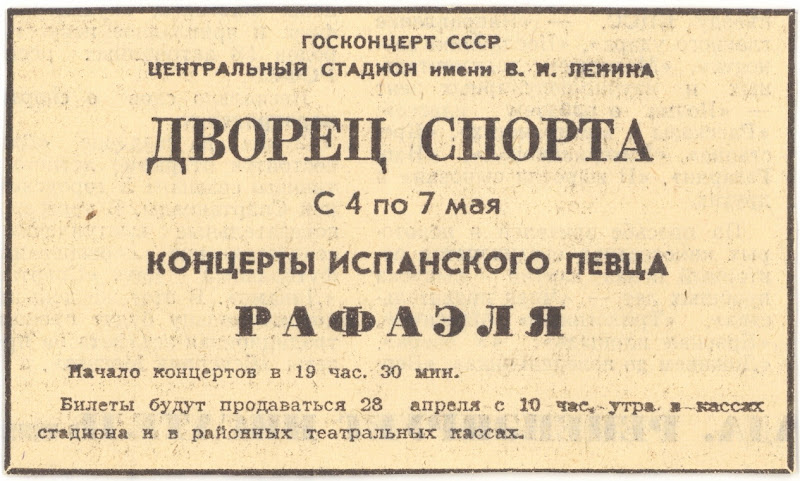 ГОСКОНЦЕРТ СССР
ЦЕНТРАЛЬНЫЙ СТАДИОН имени В. И. ЛЕНИНА
ДВОРЕЦ СПОРТА
С 4 по 7 мая
КОНЦЕРТЫ ИСПАНСКОГО ПЕВЦА
РАФАЭЛЯ
Начало концертов в 19 час. 30 мин.
Билеты будут продаваться 28 апреля с 10 час. утра в кассах
стадиона и в районных театральных кассах.